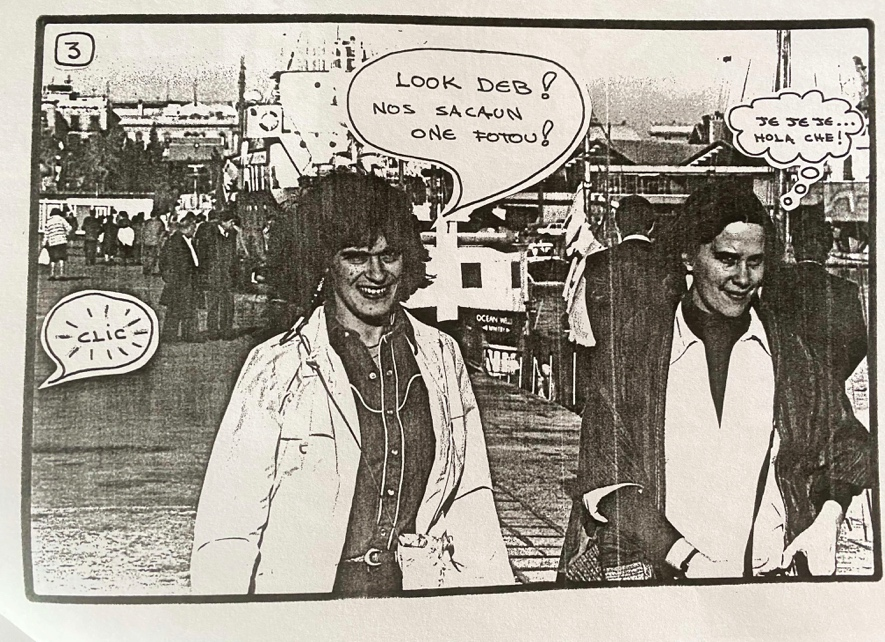 3
LOOK DEB!
NOS SACAUN
ONE FOTOU!
JE JE JE...
HOLA CHE!
CLIC
OCEAN